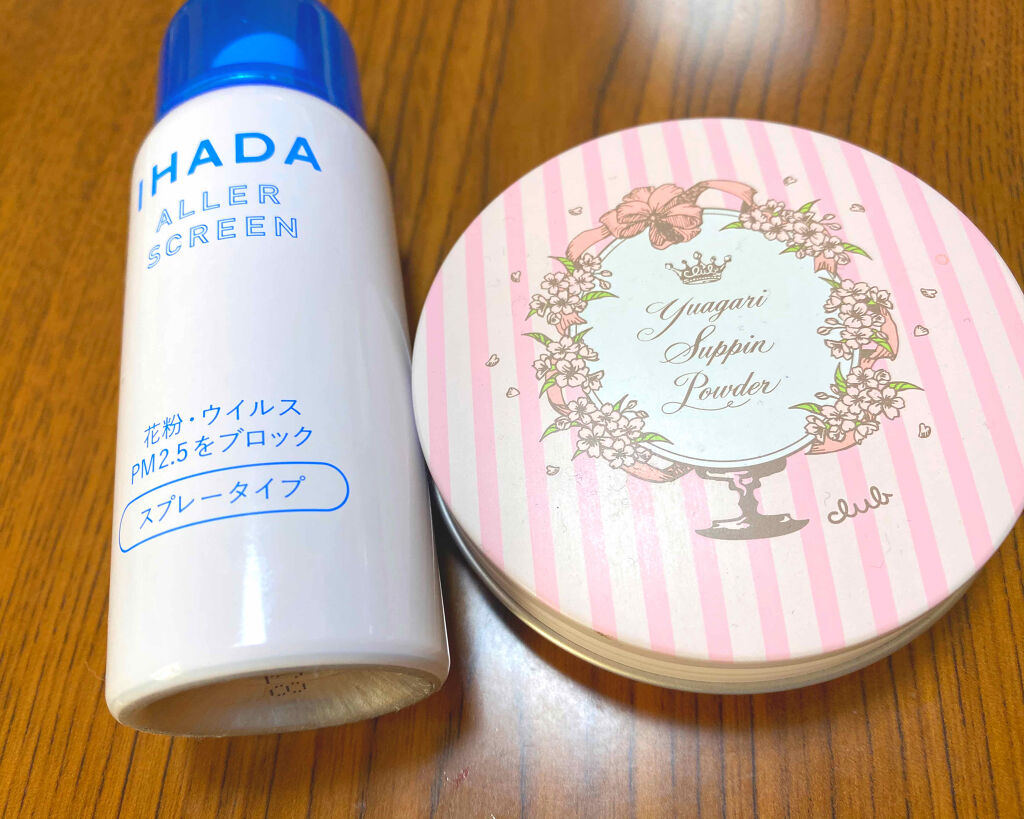 IHADA
ALLER
SCREEN
花粉・ウイルス
PM2.5をブロック
スプレータイプ
club
Yuagari
Suppin
Powder
club